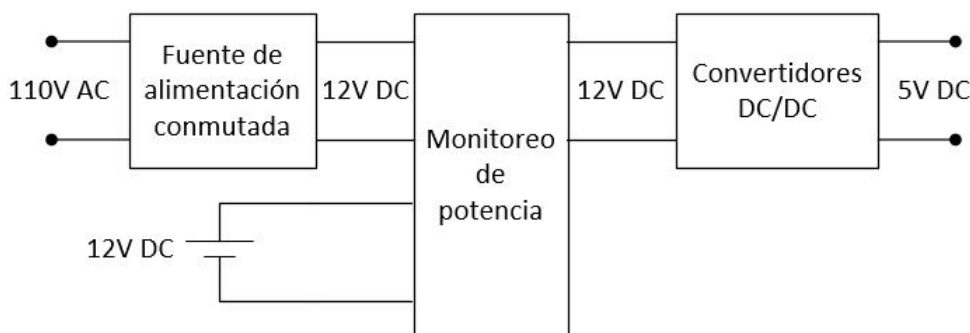 110V AC
Fuente de
alimentación
conmutada
12V DC
Monitoreo
de
potencia
12V DC
Convertidores
DC/DC
5V DC
12V DC